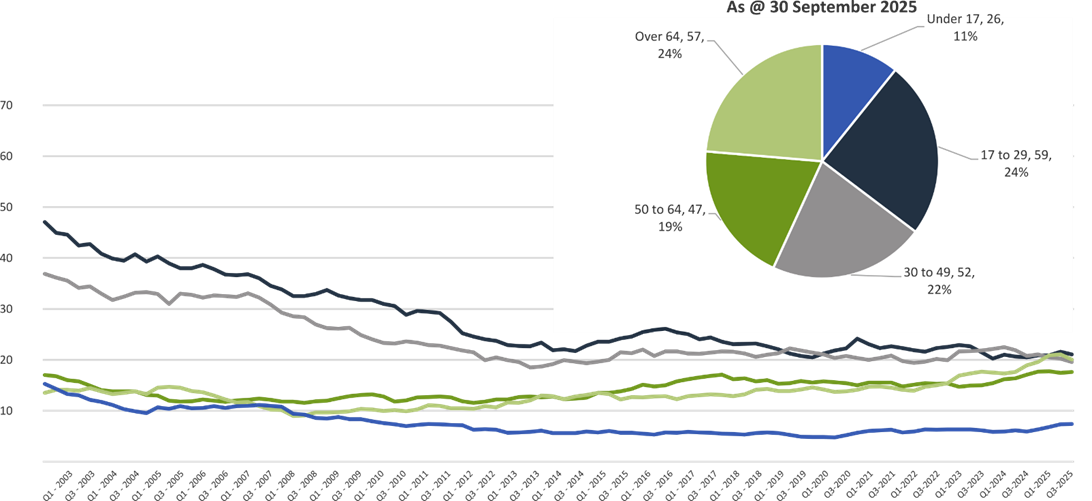 As @ 30 September 2025
Under 17, 26,
11%
Over 64, 57,
24%
17 to 29, 59,
24%
50 to 64, 47,
19%
30 to 49, 52,
22%
70
60
50
40
30
20
10
Q1 - 2003
Q3 - 2003
Q1 - 2004
Q3 - 2004
Q1 - 2005
Q3 - 2005
Q1 - 2006
Q3 - 2006
Q1 - 2007
Q3 - 2007
Q1 - 2008
Q3 - 2008
Q1 - 2009
Q3 - 2009
Q1 - 2010
Q3 - 2010
Q1 - 2011
Q3 - 2011
Q1 - 2012
Q3 - 2012
Q1 - 2013
Q3 - 2013
Q1 - 2014
Q3 - 2014
Q1 - 2015
Q3 - 2015
Q1 - 2016
Q3 - 2016
Q1 - 2017
Q3 - 2017
Q1 - 2018
Q3 - 2018
Q1 - 2019
Q3 - 2019
Q1 - 2020
Q3-2020
Q1-2021
Q3-2021
Q1-2022
Q3-2022
Q1-2023
Q3-2023
Q1-2024
Q3-2024
Q1-2025
Q3-2025